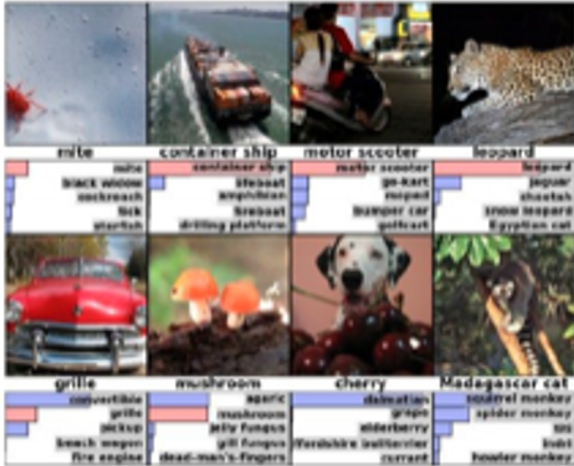 mite
container ship
motor scooter
leopard
mite
black widow
cockroach
tick
starfish
container ship
lifeboat
amphibian
fireboat
drilling platform
motor scooter
go-kart
moped
bumper car
golfcart
leopard
jaguar
cheetah
snow leopard
Egyptian cat
grille
mushroom
cherry
Madagascar cat
convertible
grille
pickup
beach wagon
fire engine
agaric
mushroom
jelly fungus
gill fungus
dead-man's-fingers
dalmatian
grape
elderberry
ffordshire bullterrier
currant
squirrel monkey
spider monkey
titi
indri
howler monkey